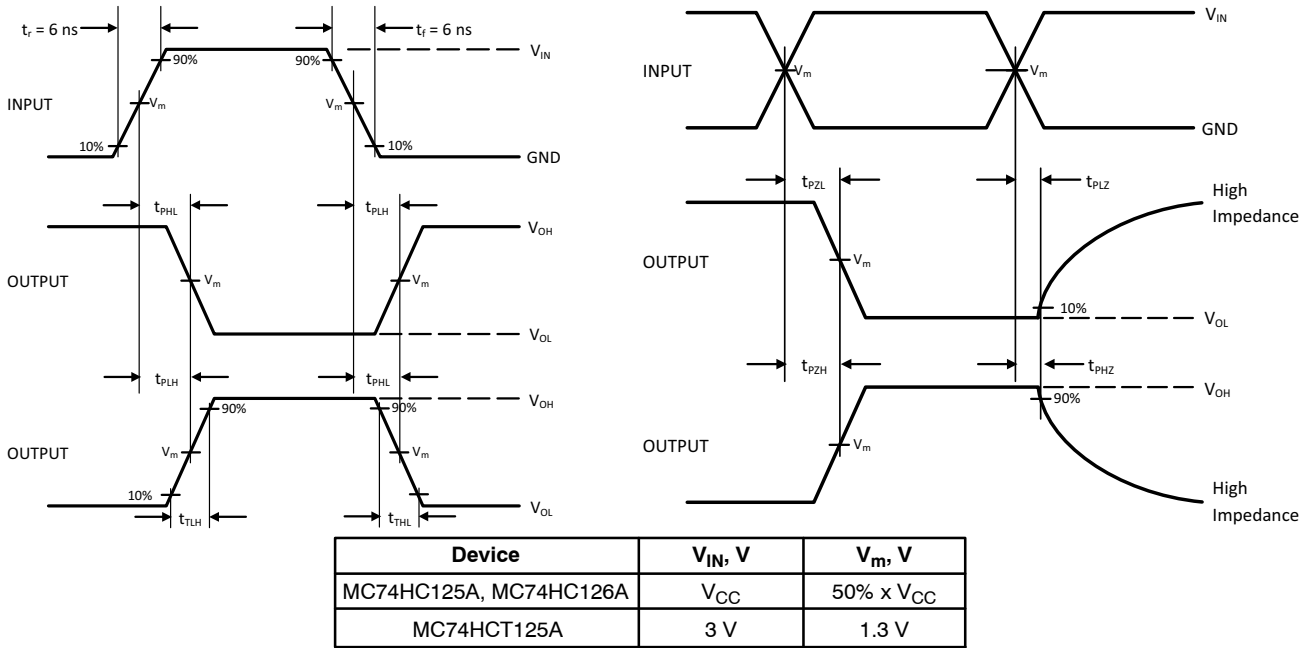 tr = 6 ns
tf = 6 ns
VIN
90%
90%
INPUT
Vm
Vm
10%
10%
GND
tPHL
tPLH
VOH
OUTPUT
Vm
Vm
VOL
tPLH
tPHL
VOH
90%
90%
OUTPUT
Vm
Vm
10%
VOL
tTLH
tTHL
VIN
INPUT
Vm
Vm
GND
tPZL
tPLZ
High
Impedance
OUTPUT
Vm
10%
VOL
tPZH
tPHZ
VOH
90%
OUTPUT
Vm
High
Impedance
Device VIN, V Vm, V
MC74HC125A, MC74HC126A VCC 50% x VCC
MC74HCT125A 3 V 1.3 V